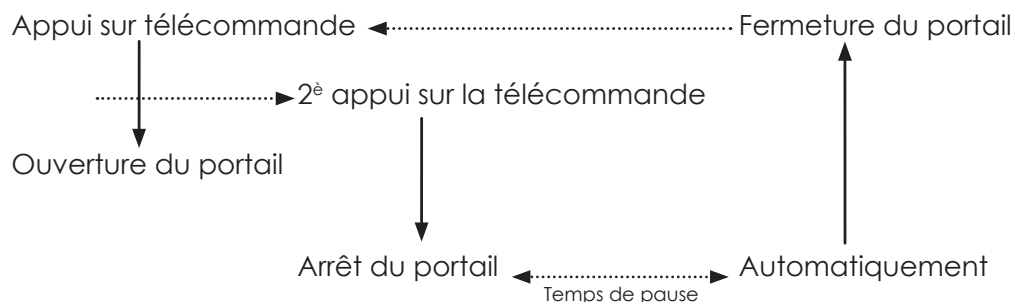 Appui sur télécommande
Fermeture du portail
2è appui sur la télécommande
Ouverture du portail
Arrêt du portail
Automatiquement
Temps de pause